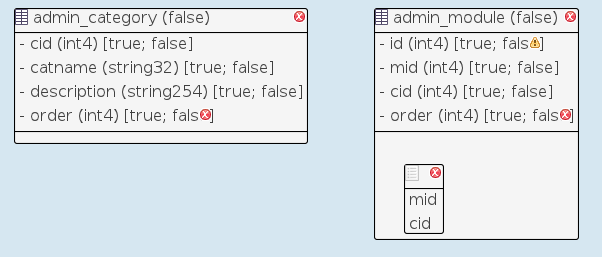 admin_category (false)
- cid (int4) [true; false]
- catname (string32) [true; false]
- description (string254) [true; false]
- order (int4) [true; fals ]
admin_module (false)
- id (int4) [true; fals ]
- mid (int4) [true; false]
- cid (int4) [true; false]
- order (int4) [true; fals ]
mid
cid